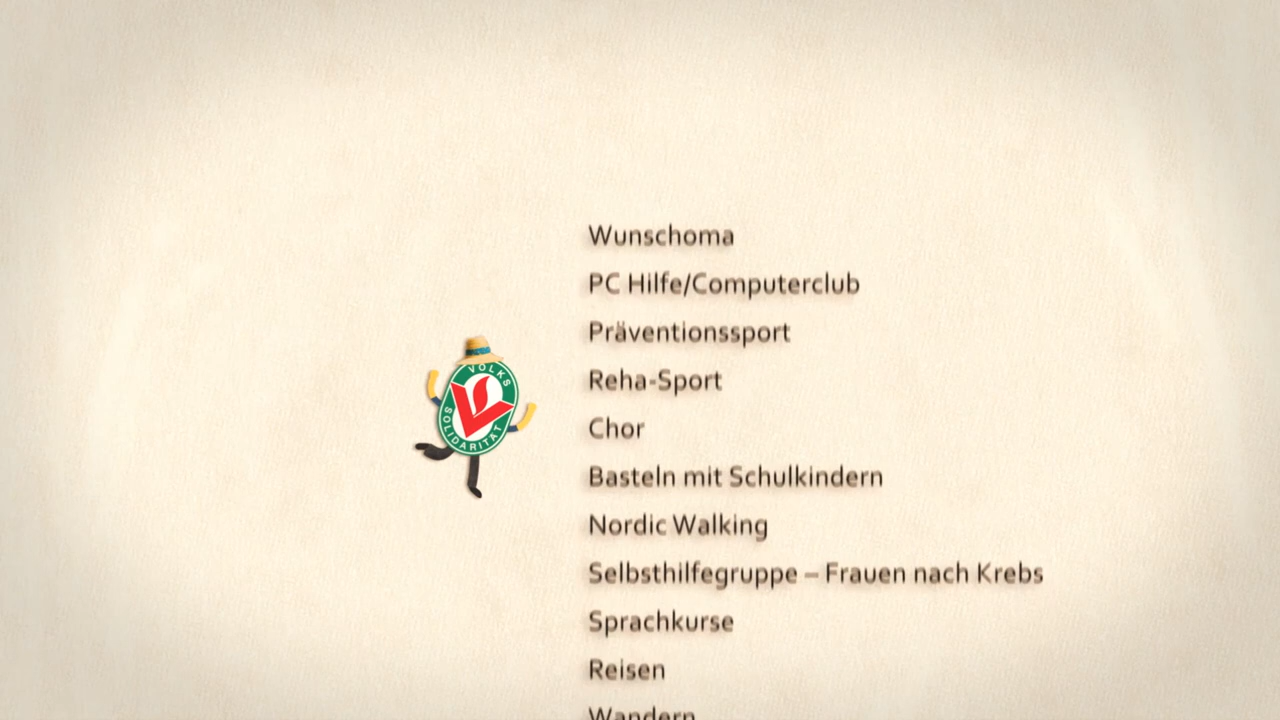 Wunschoma
PC Hilfe/Computerclub
Präventionssport
Reha-Sport
VOLKS
SOLIDARITÄT
Chor
Basteln mit Schulkindern
Nordic Walking
Selbsthilfegruppe – Frauen nach Krebs
Sprachkurse
Reisen
Wandern